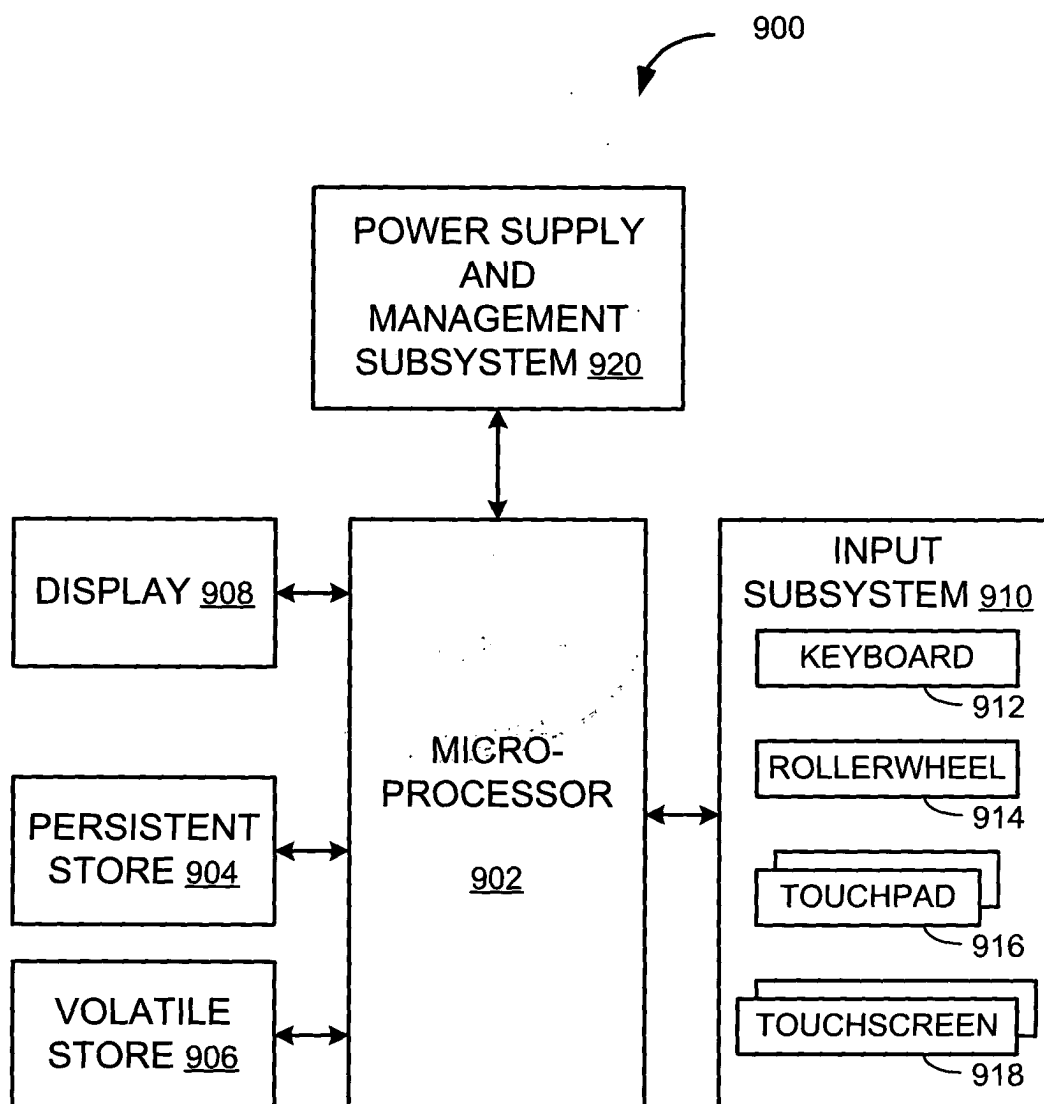 900
POWER SUPPLY
AND
MANAGEMENT
SUBSYSTEM 920
DISPLAY 908
PERSISTENT
STORE 904
VOLATILE
STORE 906
MICRO-
PROCESSOR
902
INPUT
SUBSYSTEM 910
KEYBOARD
912
ROLLERWHEEL
914
TOUCHPAD
916
TOUCHSCREEN
918